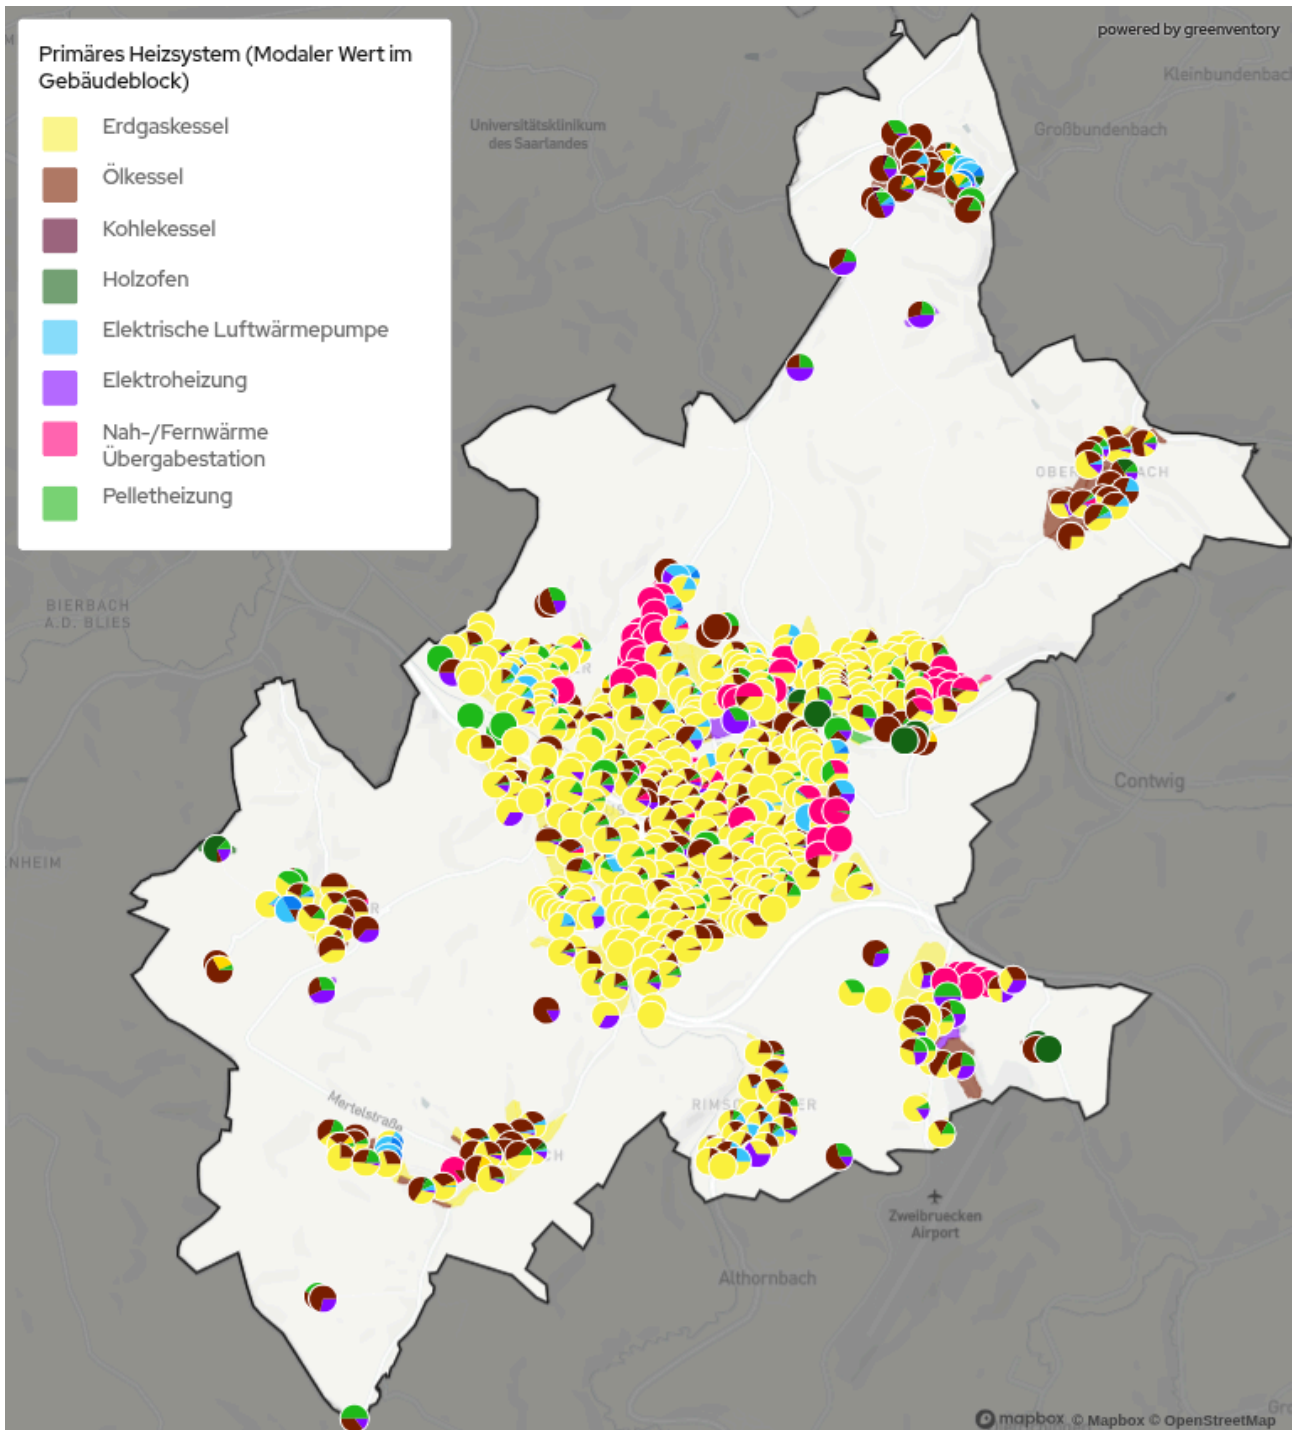 powered by greenventory
Primäres Heizsystem (Modaler Wert im
Gebäudeblock)
Erdgaskessel
Ölkessel
Kohlekessel
Holzofen
Elektrische Luftwärmepumpe
Elektroheizung
Nah-/Fernwärme
Übergabestation
Pelletheizung
Universitätsklinikum
des Saarlandes
Kleinbundenbach
Großbundenbach
BIERBACH
A.D. BLIES
Contwig
NHEIM
Mertelstraße
Zweibruecken
Airport
Althornbach
mapbox © Mapbox © OpenStreetMap